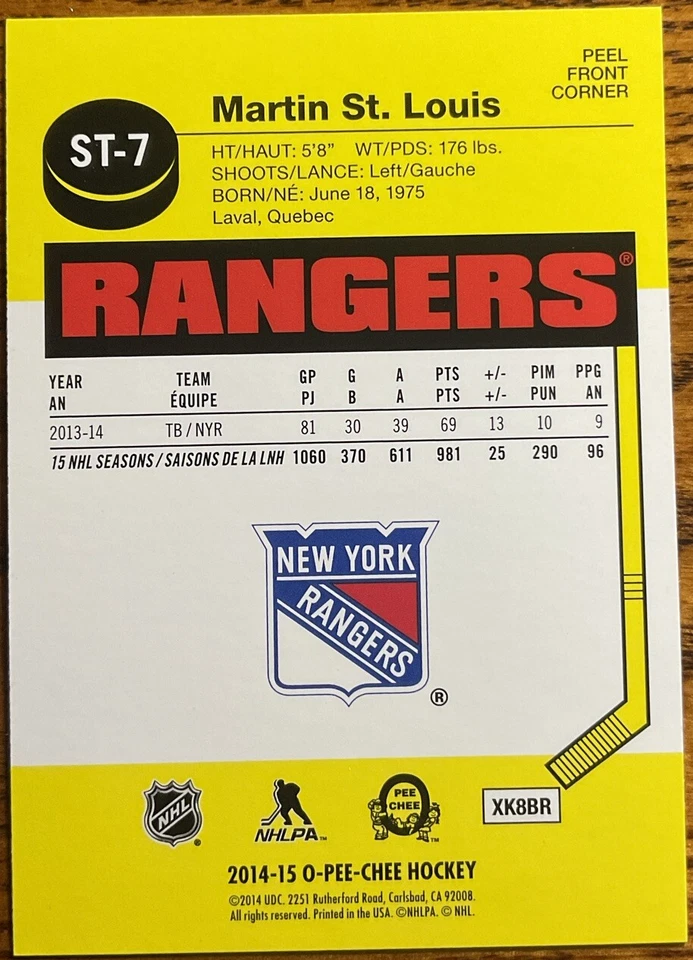 PEEL
FRONT
CORNER
Martin St. Louis
ST-7
HT/HAUT: 5'8" WT/PDS: 176 lbs.
SHOOTS/LANCE: Left/Gauche
BORN/NÉ: June 18, 1975
Laval, Quebec
RANGERS®
YEAR TEAM GP G A PTS +/- PIM PPG
AN ÉQUIPE PJ B A PTS +/- PUN AN
2013-14 TB / NYR 81 30 39 69 13 10 9
15 NHL SEASONS / SAISONS DE LA LNH 1060 370 611 981 25 290 96
NEW YORK
RANGERS
®
NHL ®
NHLPA™
O PEE CHEE ™
XK8BR
2014-15 O-PEE-CHEE HOCKEY
©2014 UDC. 2251 Rutherford Road, Carlsbad, CA 92008.
All rights reserved. Printed in the USA. ©NHLPA. © NHL.